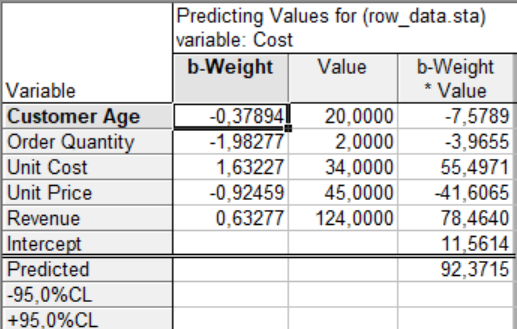 Predicting Values for (row_data.sta)
variable: Cost
Variable b-Weight Value b-Weight * Value
Customer Age -0,37894 20,0000 -7,5789
Order Quantity -1,98277 2,0000 -3,9655
Unit Cost 1,63227 34,0000 55,4971
Unit Price -0,92459 45,0000 -41,6065
Revenue 0,63277 124,0000 78,4640
Intercept 11,5614
Predicted 92,3715
-95,0%CL
+95,0%CL